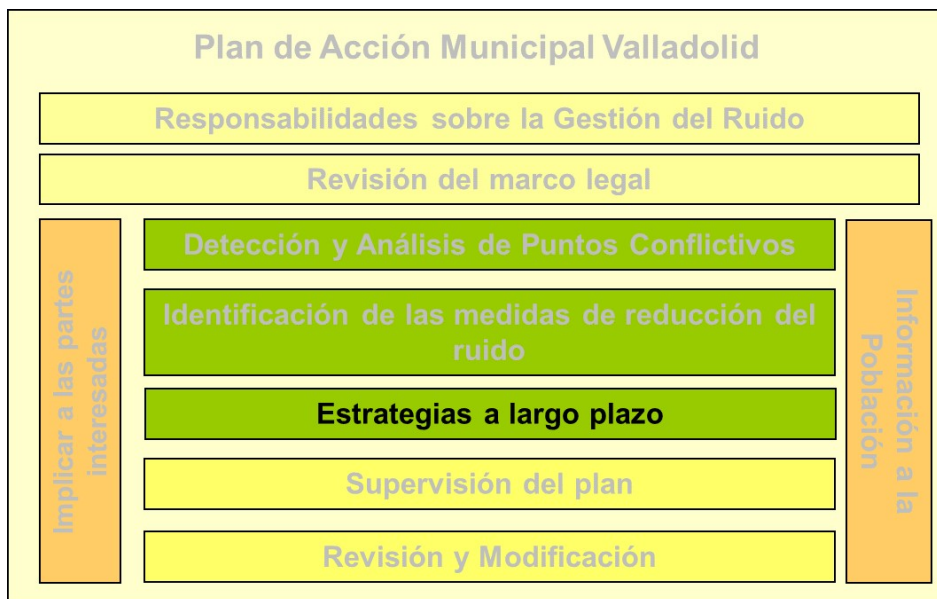 Plan de Acción Municipal Valladolid
Responsabilidades sobre la Gestión del Ruido
Revisión del marco legal
Implicar a las partes
interesadas
Detección y Análisis de Puntos Conflictivos
Identificación de las medidas de reducción del
ruido
Estrategias a largo plazo
Supervisión del plan
Revisión y Modificación
Información a la
Población